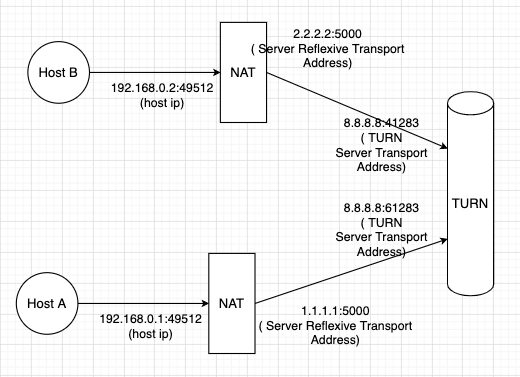 2.2.2.2:5000
( Server Reflexive Transport
Address)
Host B
NAT
192.168.0.2:49512
(host ip)
8.8.8.8:41283
( TURN
Server Transport
Address)
TURN
8.8.8.8:61283
( TURN
Server Transport
Address)
Host A
NAT
192.168.0.1:49512
(host ip)
1.1.1.1:5000
( Server Reflexive Transport
Address)